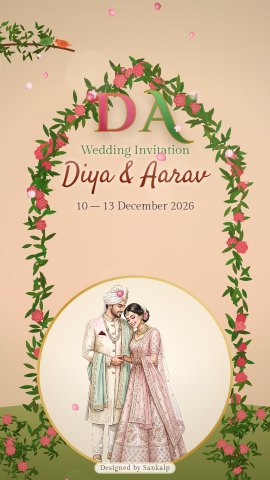 DA
Wedding Invitation
Diya & Aarav
10 — 13 December 2026
Designed by Sankalp